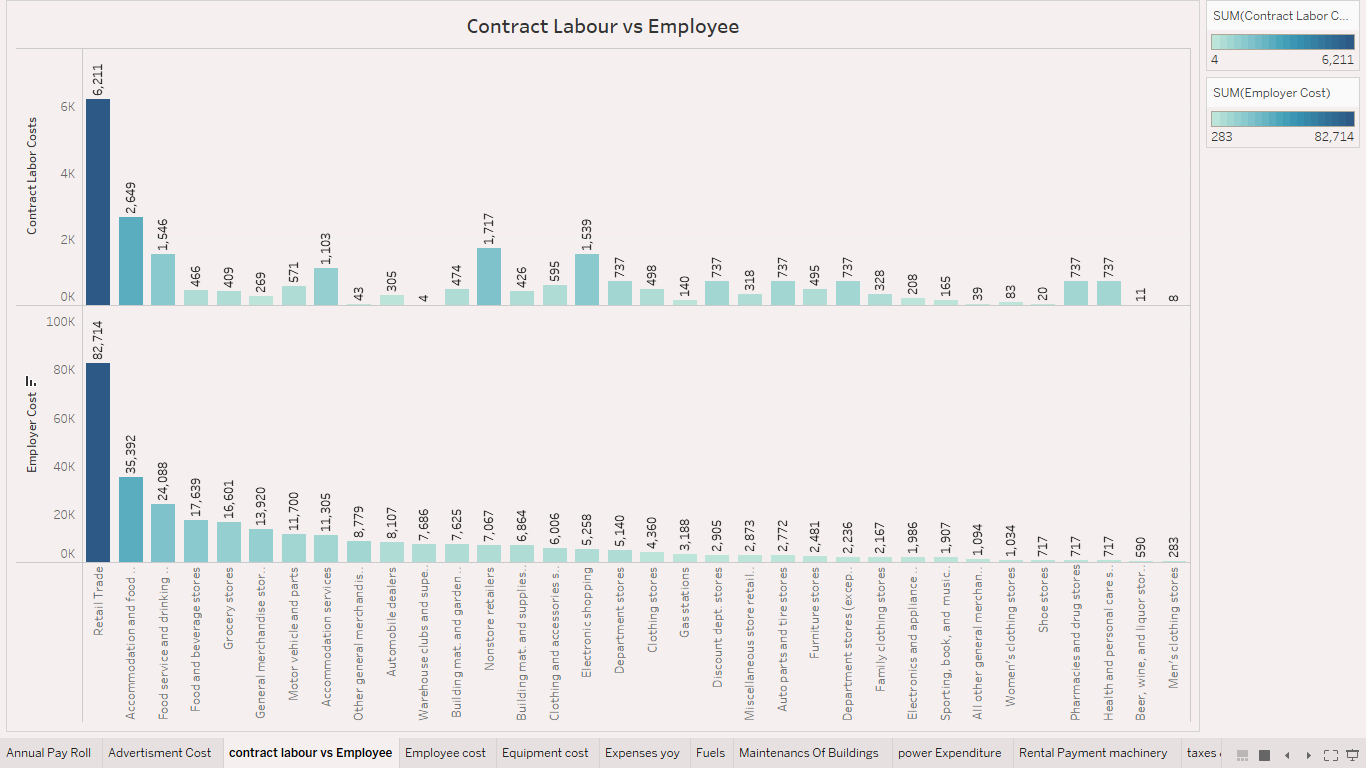 Contract Labour vs Employee
SUM(Contract Labor C...
4 6,211
SUM(Employer Cost)
283 82,714
Contract Labor Costs
6K
4K
2K
0K
6,211
2,649
1,546
466
409
269
571
1,103
43
305
4
474
1,717
426
595
1,539
737
498
140
737
318
737
495
737
328
208
165
39
83
20
737
737
11
8
Employer Cost
100K
80K
60K
40K
20K
0K
82,714
35,392
24,088
17,639
16,601
13,920
11,700
11,305
8,779
8,107
7,686
7,625
7,067
6,864
6,006
5,258
5,140
4,360
3,188
2,905
2,873
2,772
2,481
2,236
2,167
1,986
1,907
1,094
1,034
717
717
717
590
283
Retail Trade
Accommodation and food ..
Food service and drinking ..
Food and beverage stores
Grocery stores
General merchandise stor..
Motor vehicle and parts
Accommodation services
Other general merchandis..
Automobile dealers
Warehouse clubs and supe..
Building mat. and garden ..
Nonstore retailers
Building mat. and supplies..
Clothing and accessories s..
Electronic shopping
Department stores
Clothing stores
Gas stations
Discount dept. stores
Miscellaneous store retail..
Auto parts and tire stores
Furniture stores
Department stores (excep..
Family clothing stores
Electronics and appliance ..
Sporting, book, and music..
All other general merchan..
Women's clothing stores
Shoe stores
Pharmacies and drug stores
Health and personal care s..
Beer, wine, and liquor stor..
Men's clothing stores
Annual Pay Roll Advertisment Cost contract labour vs Employee Employee cost Equipment cost Expenses yoy Fuels Maintenancs Of Buildings power Expenditure Rental Payment machinery taxes